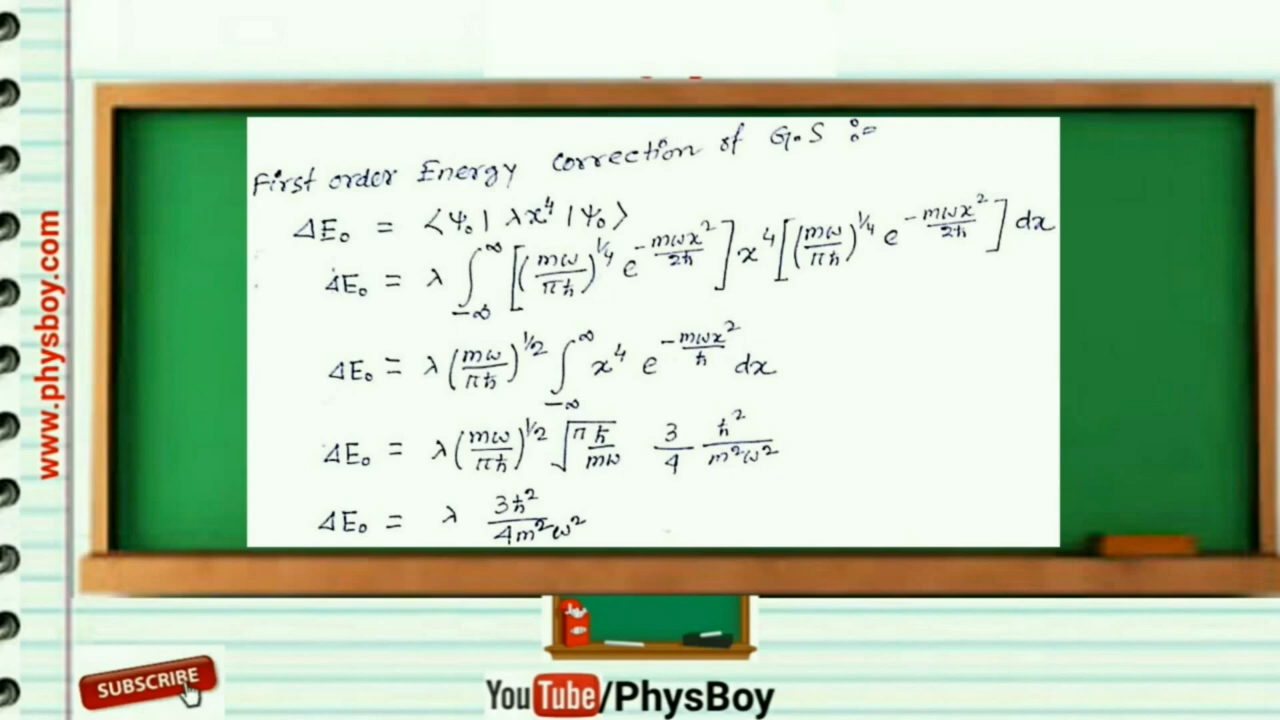 First order Energy Correction of G.S :-
ΔE₀ = ⟨Ψ₀| λx⁴ |Ψ₀⟩
ΔE₀ = λ ∫_{-∞}^{∞} [(mω/πħ)^{1/4} e^{-mωx²/2ħ}] x⁴ [(mω/πħ)^{1/4} e^{-mωx²/2ħ}] dx
ΔE₀ = λ (mω/πħ)^{1/2} ∫_{-∞}^{∞} x⁴ e^{-mωx²/ħ} dx
ΔE₀ = λ (mω/πħ)^{1/2} √(πħ/mω) 3/4 ħ²/m²ω²
ΔE₀ = λ 3ħ²/4m²ω²
www.physboy.com
SUBSCRIBE
YouTube/PhysBoy